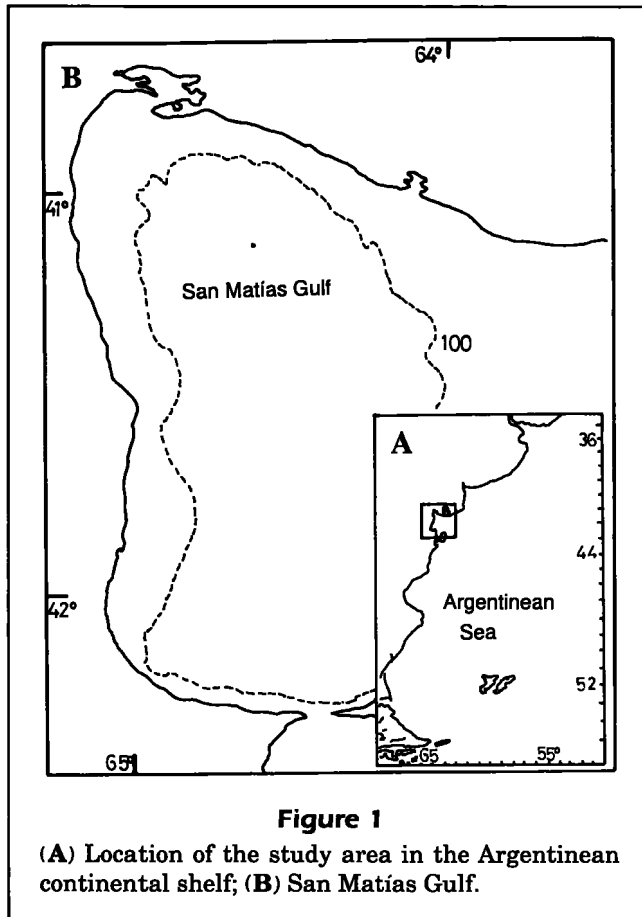 B
64°
41°
San Matías Gulf
100
A
36
44
Argentinean
Sea
52
42°
65°
65
55°
Figure 1
(A) Location of the study area in the Argentinean
continental shelf; (B) San Matías Gulf.